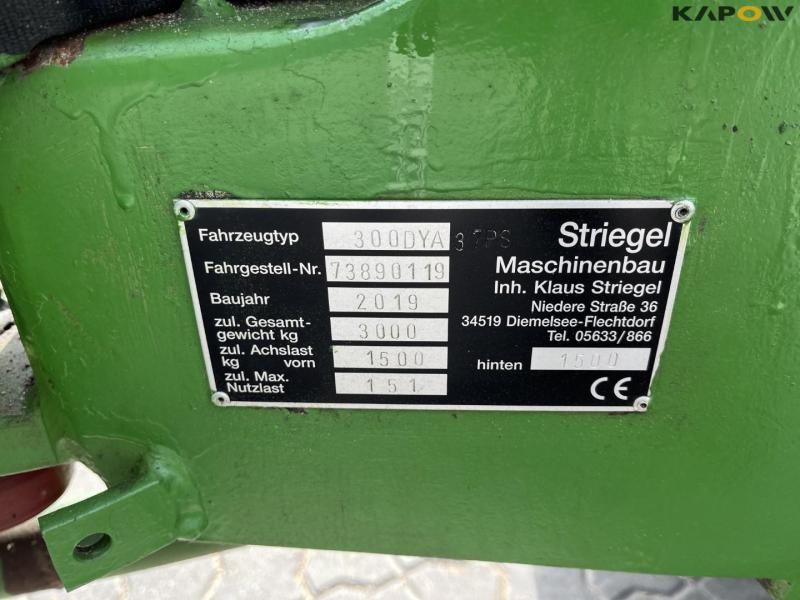 KAPOW
Fahrzeugtyp 300DYA 37PS
Fahrgestell-Nr. 73890119
Baujahr 2019
zul. Gesamt-
gewicht kg 3000
zul. Achslast
kg vorn 1500
zul. Max.
Nutzlast 151
Striegel
Maschinenbau
Inh. Klaus Striegel
Niedere Straße 36
34519 Diemelsee-Flechtdorf
Tel. 05633/866
hinten 1500
CE